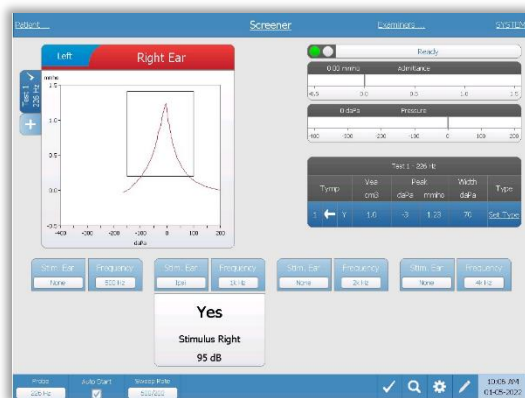 Patient ...
Screener
Examiners ...
SYSTEM
Left
Right Ear
Test 1
226 Hz
+
mmho
1.5
1.0
0.5
0.0
-0.5
-400 -300 -200 -100 0 100 200
daPa
Ready
0.00 mmho Admittance
-0.5 0.0 0.5 1.0 1.5
0 daPa Pressure
-400 -300 -200 -100 0 100 200
Test 1 - 226 Hz
Tymp Vea Peak Width Type
cm3 daPa mmho daPa
1 Y 1.0 -3 1.23 70 Set Type
Stim. Ear Frequency Stim. Ear Frequency Stim. Ear Frequency Stim. Ear Frequency
None 500 Hz Ipsi 1k Hz None 2k Hz None 4k Hz
Yes
Stimulus Right
95 dB
Probe Auto Start Sweep Rate
226 Hz 600/200
10:06 AM
01-05-2022